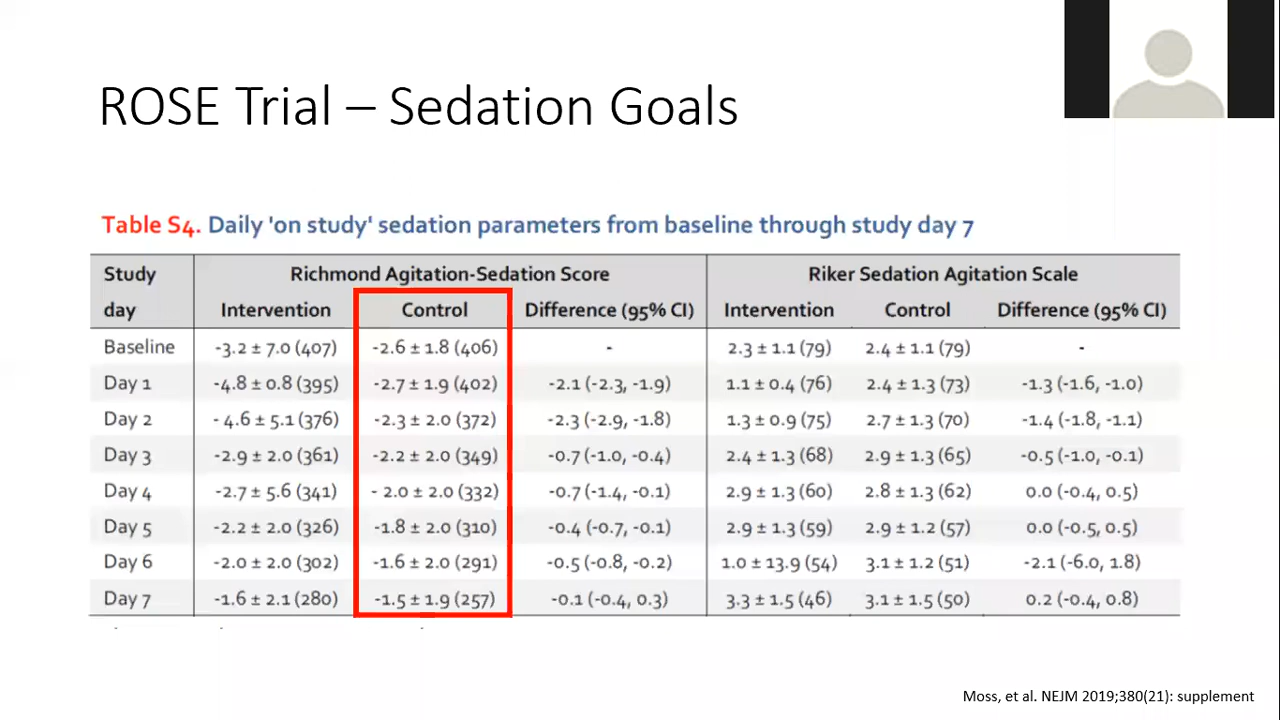 ROSE Trial – Sedation Goals
Table S4. Daily 'on study' sedation parameters from baseline through study day 7
Study Richmond Agitation-Sedation Score Riker Sedation Agitation Scale
day Intervention Control Difference (95% CI) Intervention Control Difference (95% CI)
Baseline -3.2 ± 7.0 (407) -2.6 ± 1.8 (406) - 2.3 ± 1.1 (79) 2.4 ± 1.1 (79) -
Day 1 -4.8 ± 0.8 (395) -2.7 ± 1.9 (402) -2.1 (-2.3, -1.9) 1.1 ± 0.4 (76) 2.4 ± 1.3 (73) -1.3 (-1.6, -1.0)
Day 2 - 4.6 ± 5.1 (376) -2.3 ± 2.0 (372) -2.3 (-2.9, -1.8) 1.3 ± 0.9 (75) 2.7 ± 1.3 (70) -1.4 (-1.8, -1.1)
Day 3 -2.9 ± 2.0 (361) -2.2 ± 2.0 (349) -0.7 (-1.0, -0.4) 2.4 ± 1.3 (68) 2.9 ± 1.3 (65) -0.5 (-1.0, -0.1)
Day 4 -2.7 ± 5.6 (341) - 2.0 ± 2.0 (332) -0.7 (-1.4, -0.1) 2.9 ± 1.3 (60) 2.8 ± 1.3 (62) 0.0 (-0.4, 0.5)
Day 5 -2.2 ± 2.0 (326) -1.8 ± 2.0 (310) -0.4 (-0.7, -0.1) 2.9 ± 1.3 (59) 2.9 ± 1.2 (57) 0.0 (-0.5, 0.5)
Day 6 -2.0 ± 2.0 (302) -1.6 ± 2.0 (291) -0.5 (-0.8, -0.2) 1.0 ± 13.9 (54) 3.1 ± 1.2 (51) -2.1 (-6.0, 1.8)
Day 7 -1.6 ± 2.1 (280) -1.5 ± 1.9 (257) -0.1 (-0.4, 0.3) 3.3 ± 1.5 (46) 3.1 ± 1.5 (50) 0.2 (-0.4, 0.8)
Moss, et al. NEJM 2019;380(21): supplement